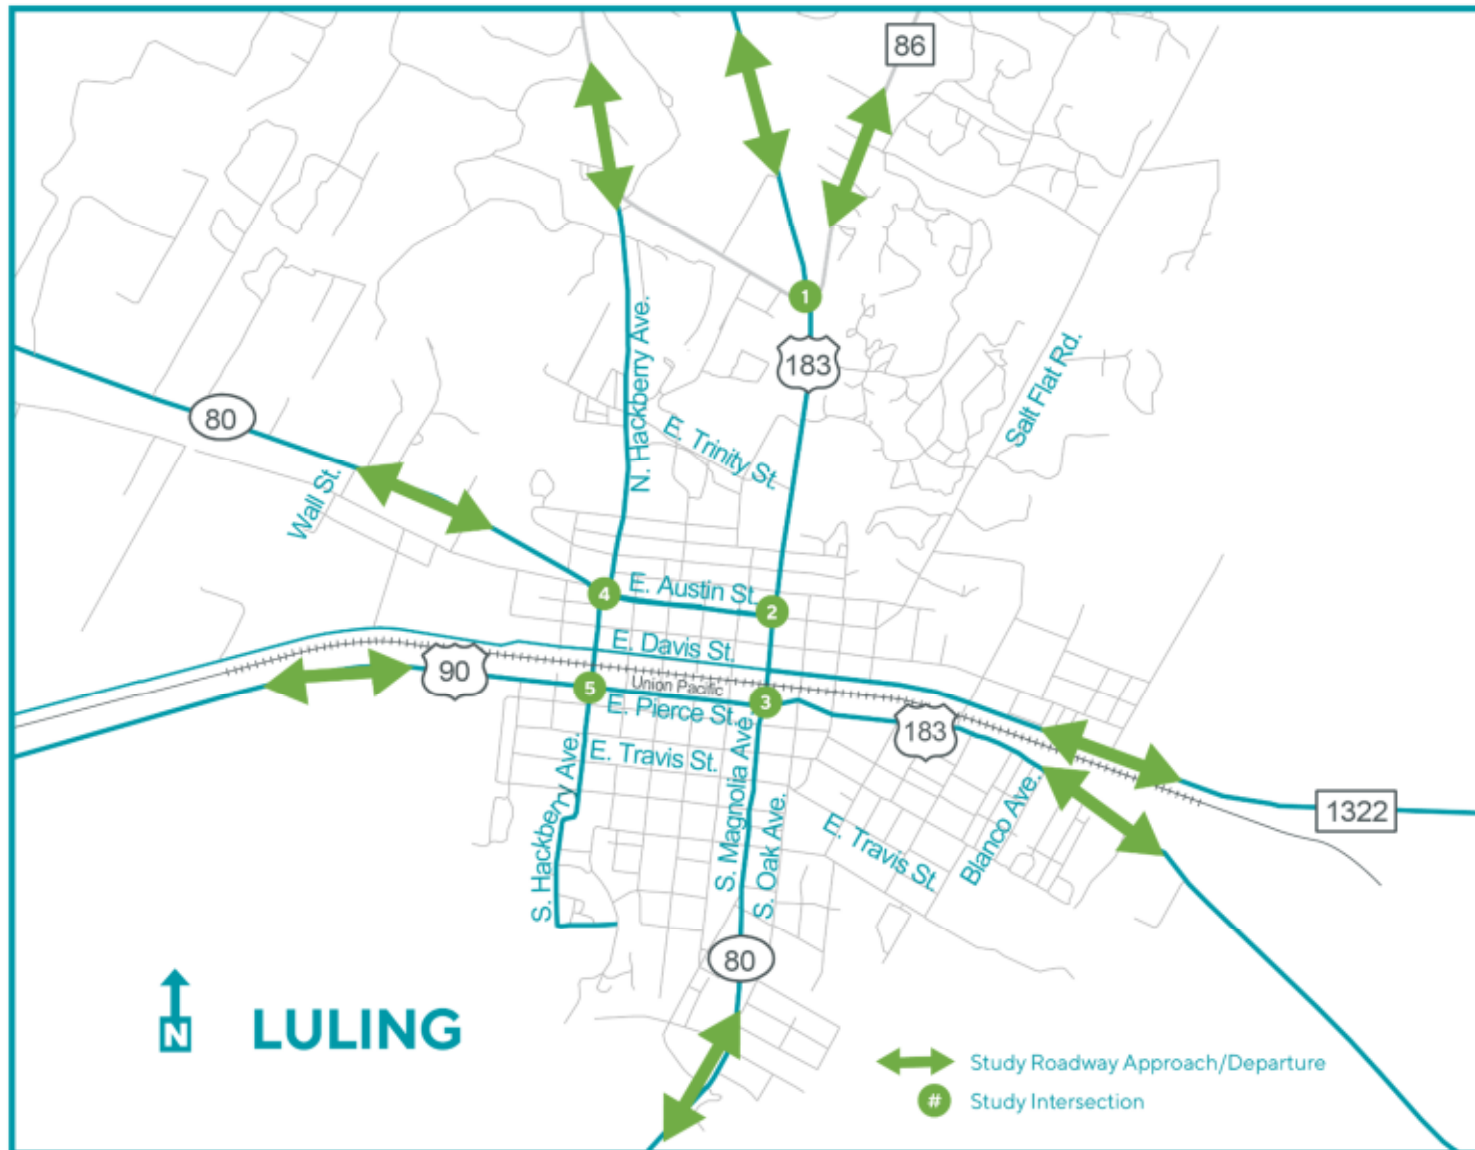 86
1
183
N. Hackberry Ave.
Salt Flat Rd.
80
E. Trinity St.
Wall St.
4
E. Austin St.
2
E. Davis St.
90
Union Pacific
5
3
E. Pierce St.
183
E. Travis St.
S. Hackberry Ave.
S. Magnolia Ave.
S. Oak Ave.
E. Travis St.
Blanco Ave.
1322
80
N
LULING
Study Roadway Approach/Departure
# Study Intersection